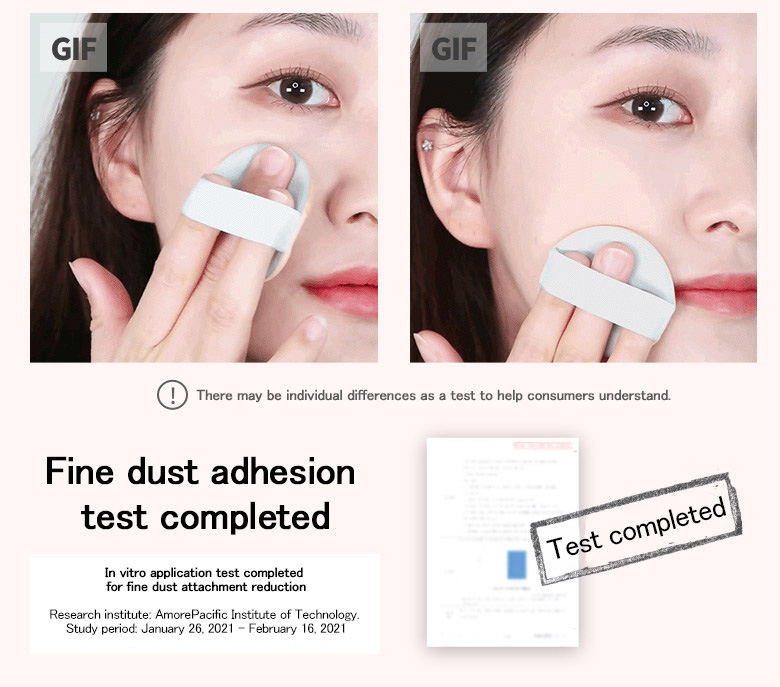 GIF
GIF
There may be individual differences as a test to help consumers understand.
Fine dust adhesion
test completed
In vitro application test completed
for fine dust attachment reduction
Research institute: AmorePacific Institute of Technology.
Study period: January 26, 2021 - February 16, 2021
Test completed